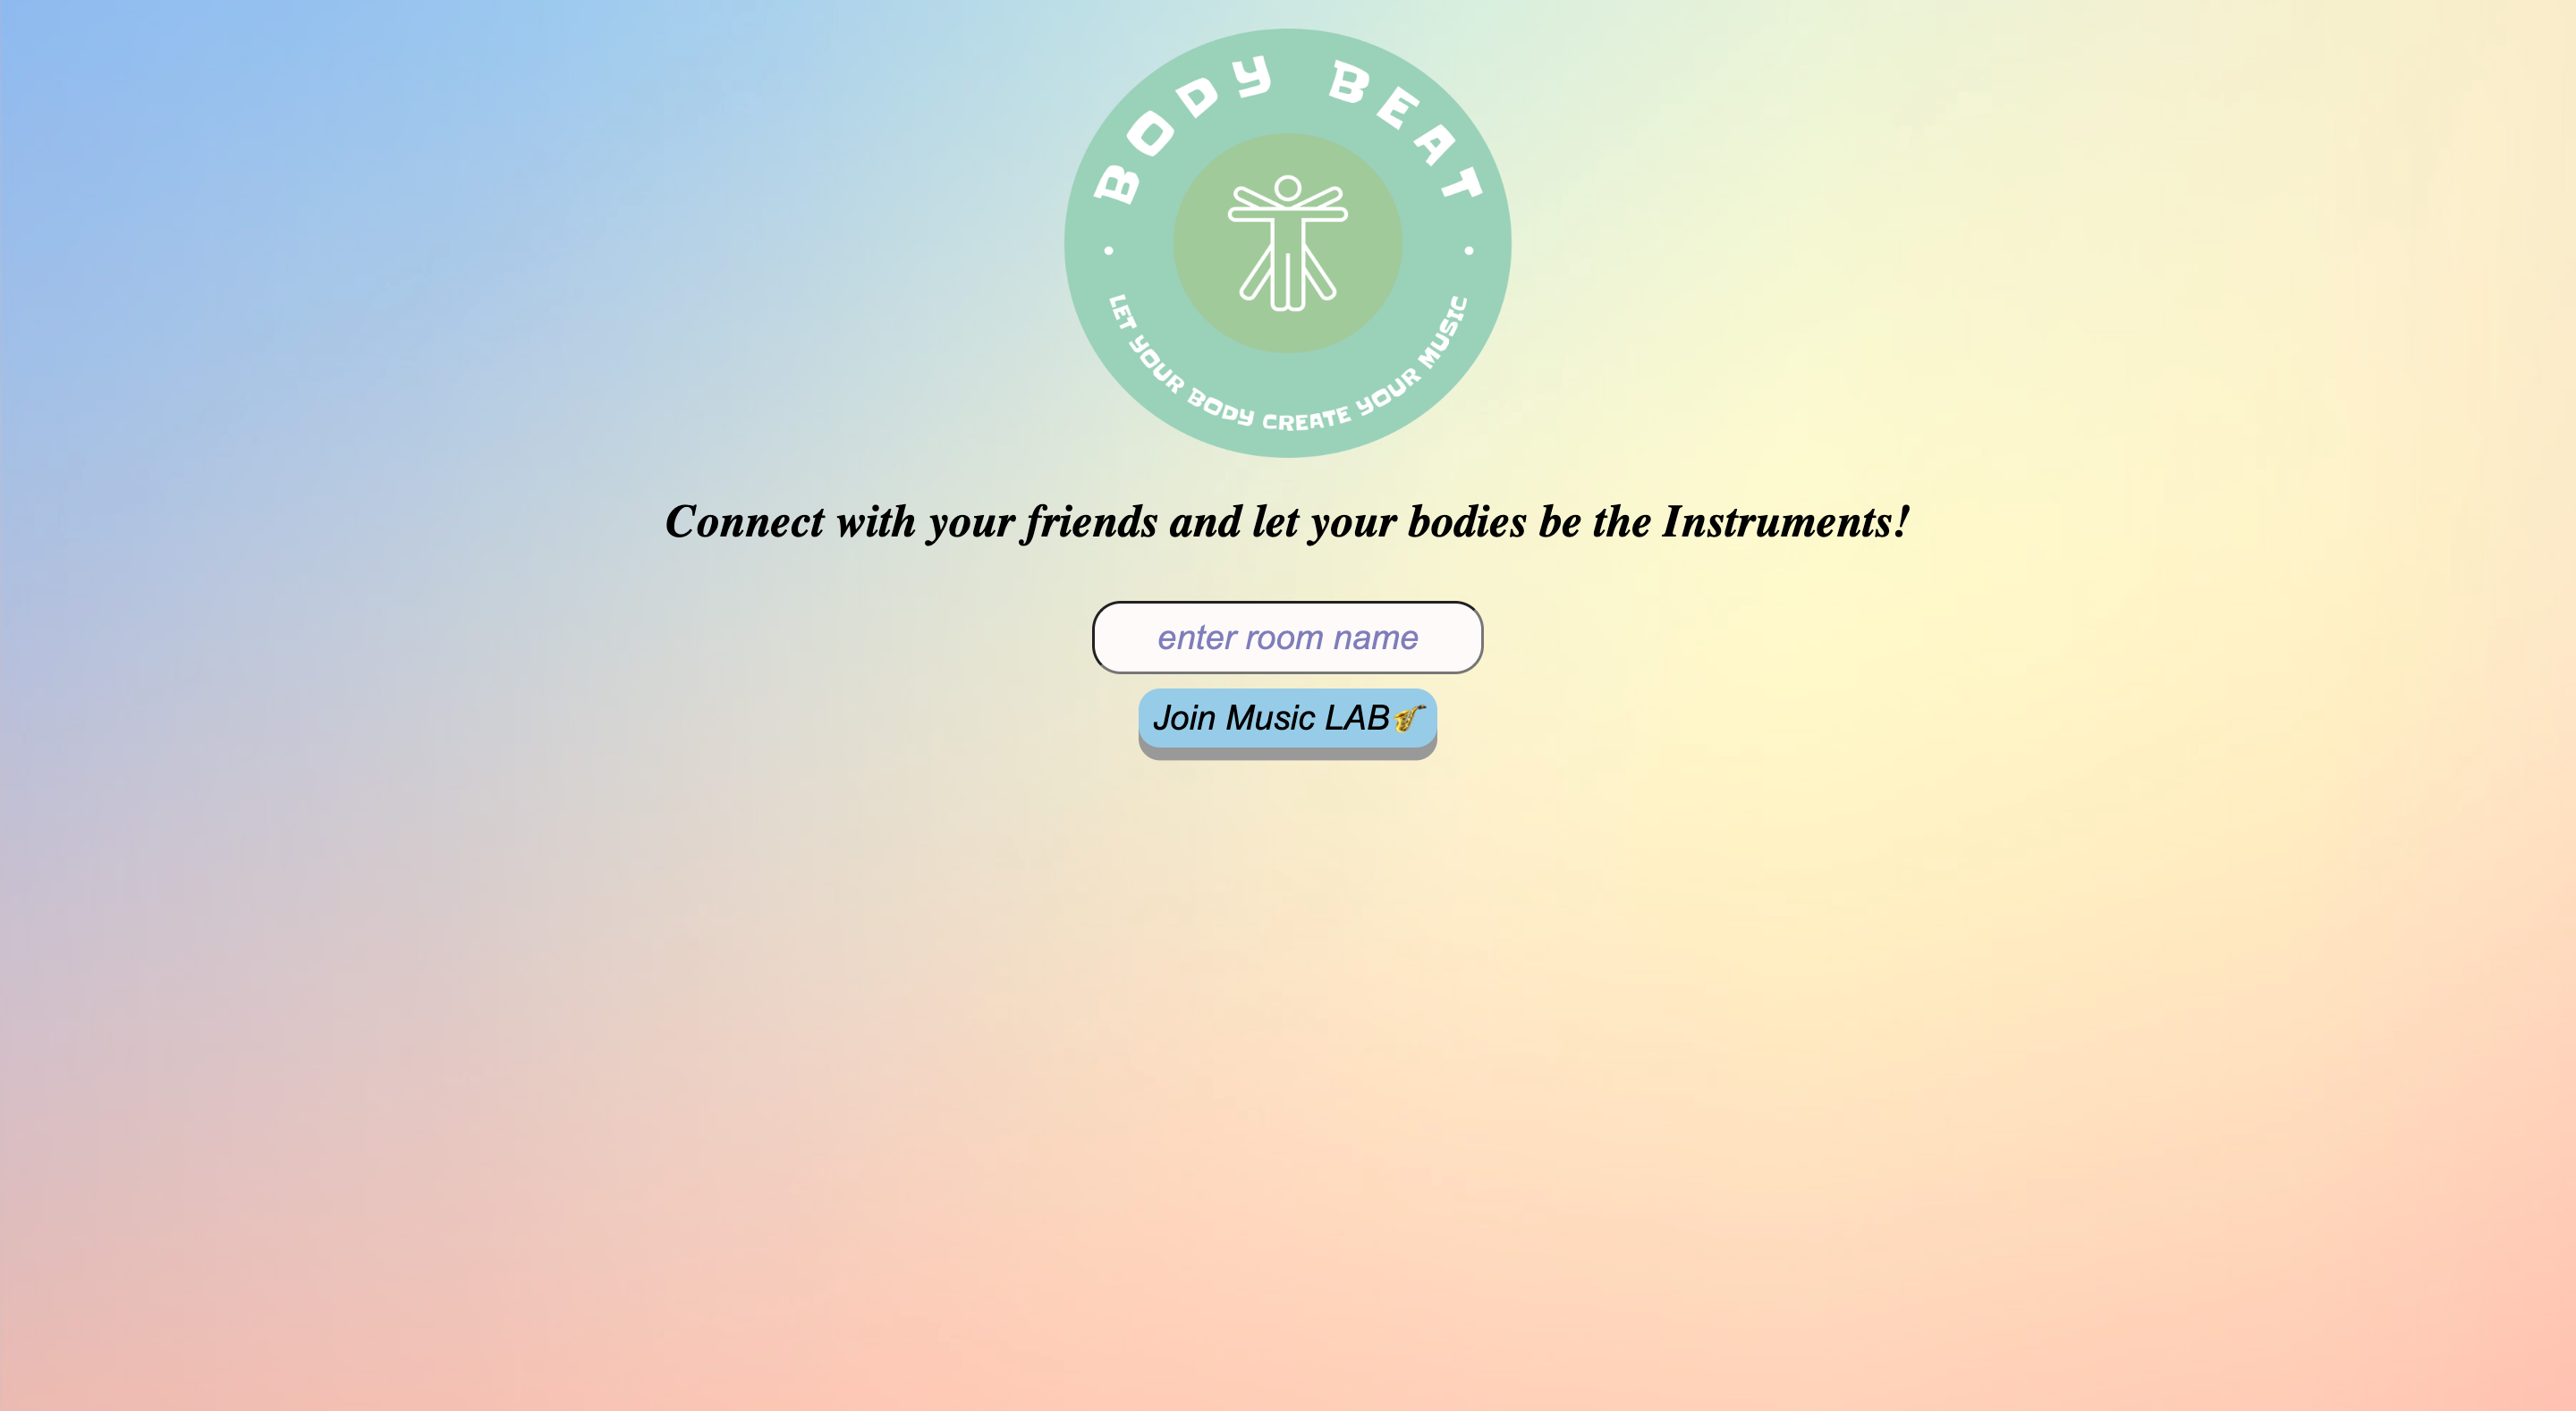 BODY BEAT
LET YOUR BODY CREATE YOUR MUSIC
Connect with your friends and let your bodies be the Instruments!
enter room name
Join Music LAB🎷